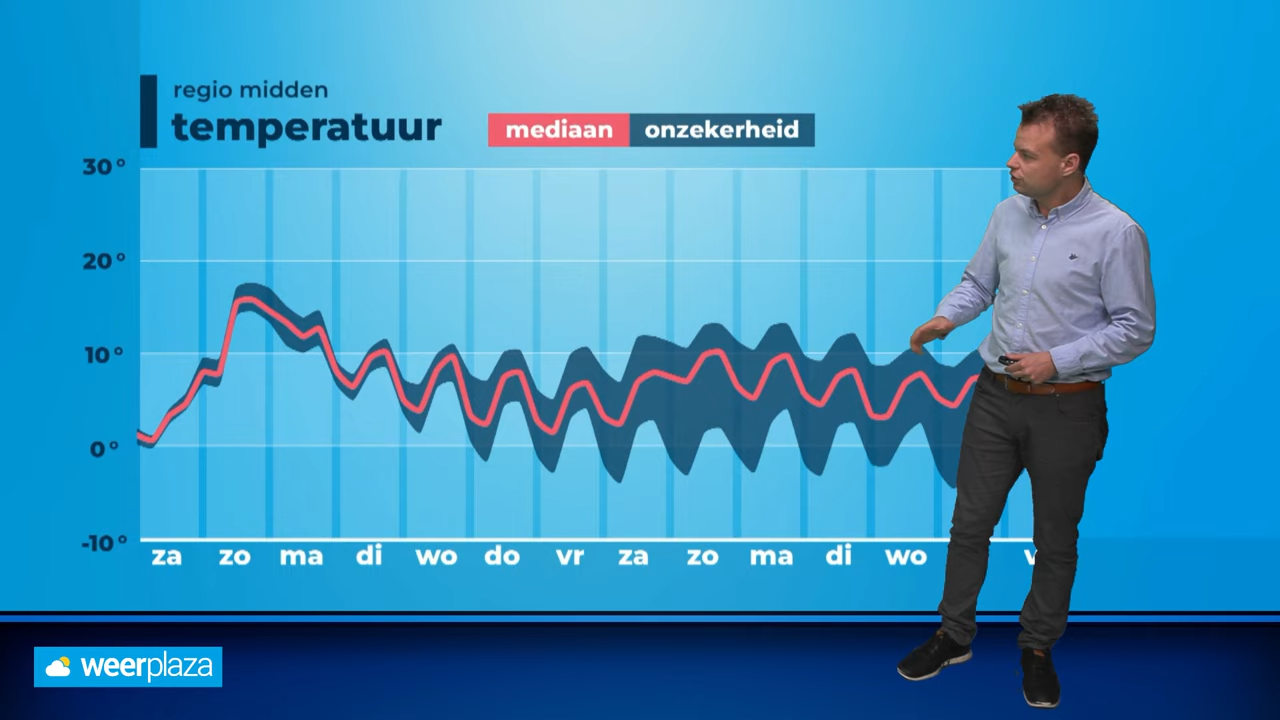 regio midden
temperatuur
mediaan onzekerheid
30°
20°
10°
0°
-10°
za zo ma di wo do vr za zo ma di wo
weerplaza